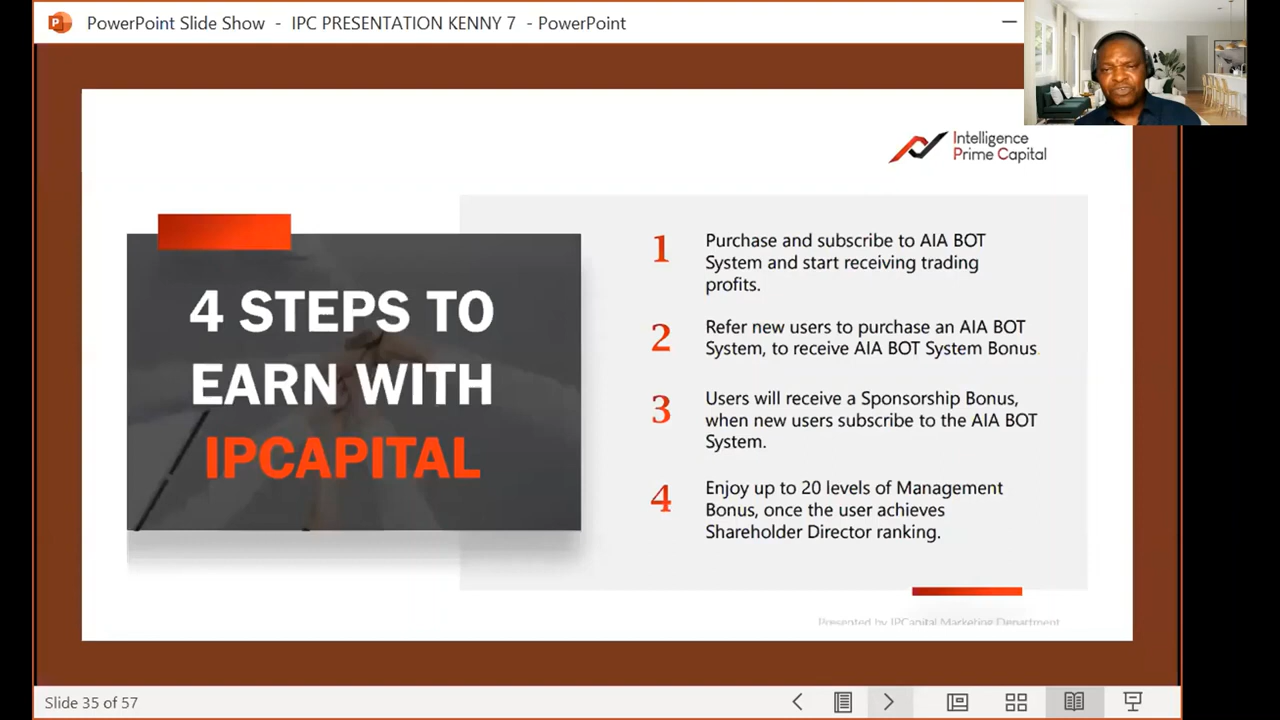 PowerPoint Slide Show - IPC PRESENTATION KENNY 7 - PowerPoint
Intelligence
Prime Capital
4 STEPS TO
EARN WITH
IPCAPITAL
1
Purchase and subscribe to AIA BOT
System and start receiving trading
profits.
2
Refer new users to purchase an AIA BOT
System, to receive AIA BOT System Bonus.
3
Users will receive a Sponsorship Bonus,
when new users subscribe to the AIA BOT
System.
4
Enjoy up to 20 levels of Management
Bonus, once the user achieves
Shareholder Director ranking.
Presented by IPCapital Marketing Department
Slide 35 of 57